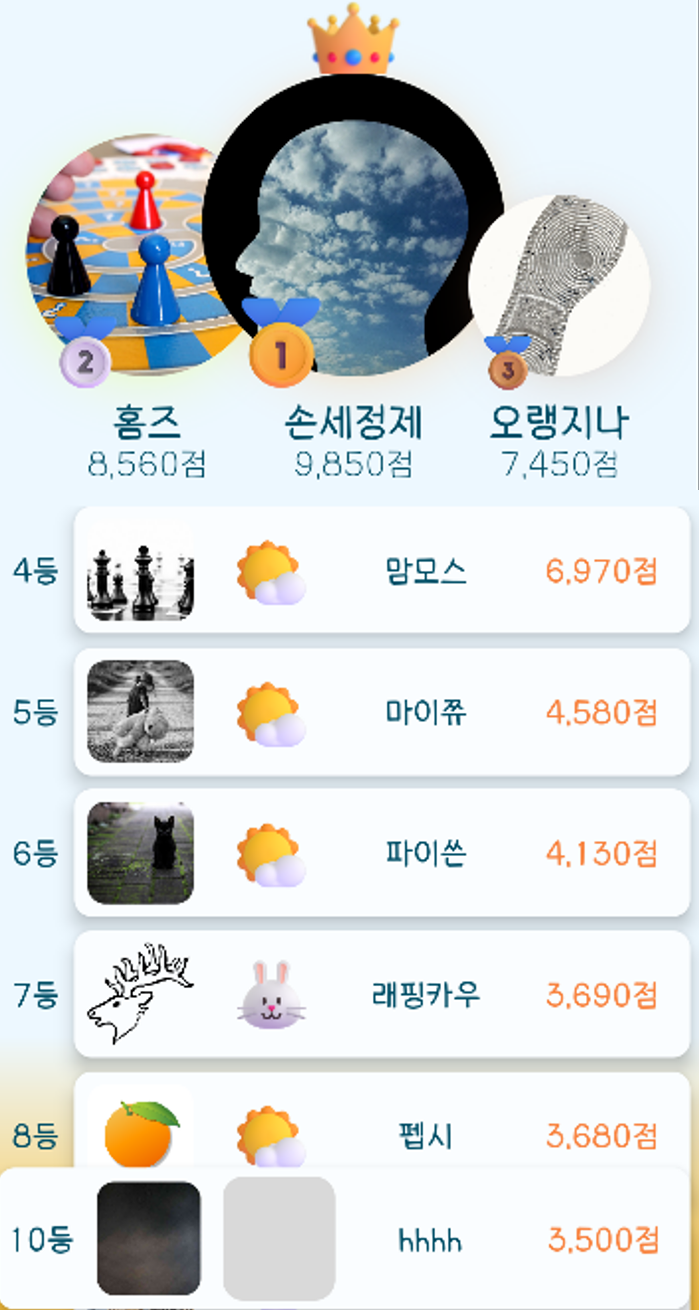 2
1
3
홈즈
8,560점
손세정제
9,850점
오랭지나
7,450점
4등
맘모스
6,970점
5등
마이쮸
4,580점
6등
파이쓴
4,130점
7등
래핑카우
3,690점
8등
펩시
3,680점
10등
hhhh
3,500점